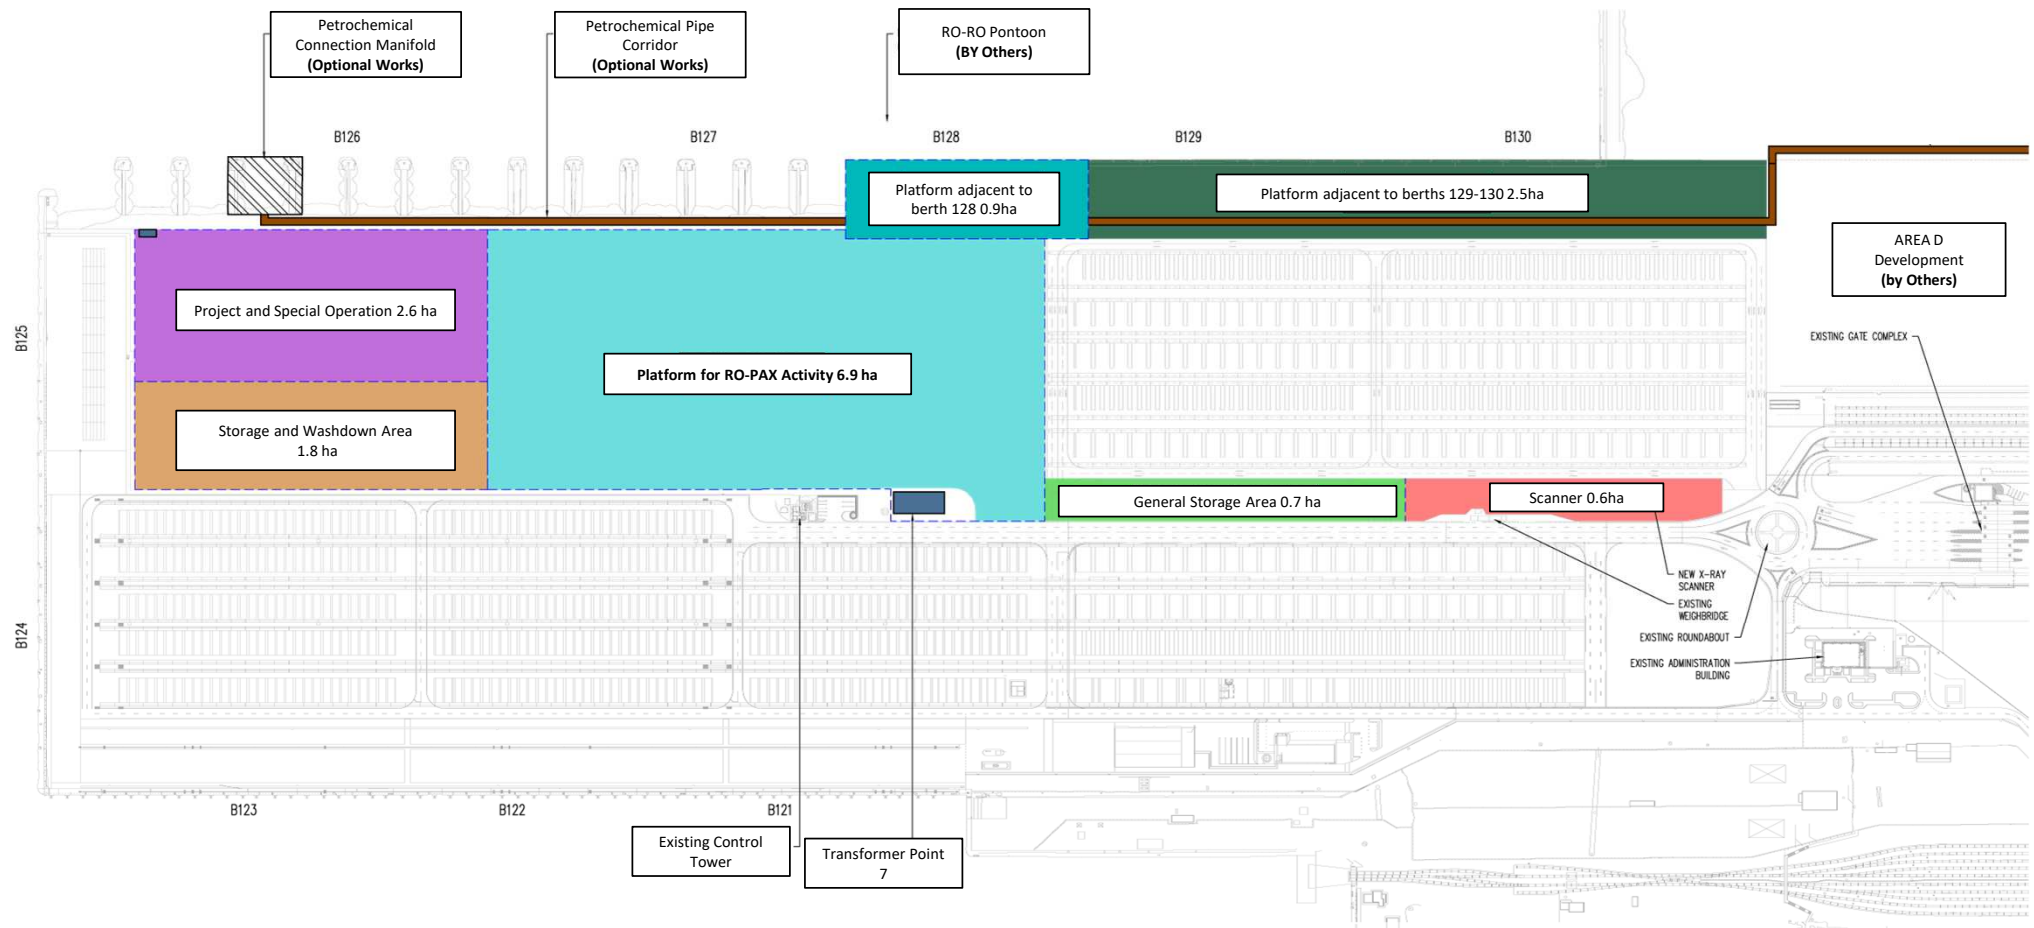 Petrochemical
Connection Manifold
(Optional Works)
Petrochemical Pipe
Corridor
(Optional Works)
RO-RO Pontoon
(BY Others)
B126
B127
B128
B129
B130
Platform adjacent to
berth 128 0.9ha
Platform adjacent to berths 129-130 2.5ha
AREA D
Development
(by Others)
Project and Special Operation 2.6 ha
B125
EXISTING GATE COMPLEX
Platform for RO-PAX Activity 6.9 ha
Storage and Washdown Area
1.8 ha
General Storage Area 0.7 ha
Scanner 0.6ha
NEW X-RAY
SCANNER
EXISTING
WEIGHBRIDGE
EXISTING ROUNDABOUT
EXISTING ADMINISTRATION
BUILDING
B124
B123
B122
B121
Existing Control
Tower
Transformer Point
7